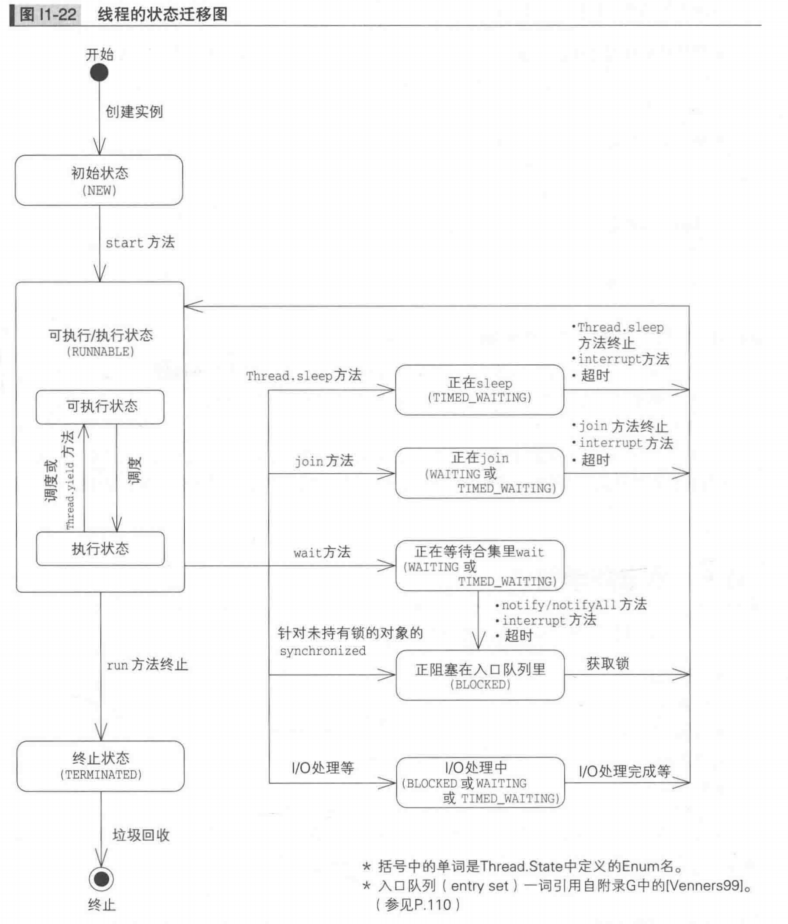 图 I1-22 线程的状态迁移图
开始
创建实例
初始状态
(NEW)
start 方法
可执行/执行状态
(RUNNABLE)
可执行状态
调度或
Thread.yieid 方法
调度
执行状态
run 方法终止
终止状态
(TERMINATED)
垃圾回收
终止
Thread.sleep方法
正在sleep
(TIMED_WAITING)
•Thread.sleep
方法终止
•interrupt方法
•超时
join 方法
正在join
(WAITING 或
TIMED_WAITING)
•join 方法终止
•interrupt 方法
•超时
wait 方法
正在等待合集里wait
(WAITING 或
TIMED_WAITING)
•notify/notifyAll 方法
•interrupt 方法
•超时
针对未持有锁的对象的
synchronized
正阻塞在入口队列里
(BLOCKED)
获取锁
I/O处理等
I/O处理中
(BLOCKED 或 WAITING
或 TIMED_WAITING)
I/O处理完成等
* 括号中的单词是Thread.State中定义的Enum名。
* 入口队列（entry set）一词引用自附录G中的[Venners99]。
（参见P.110）